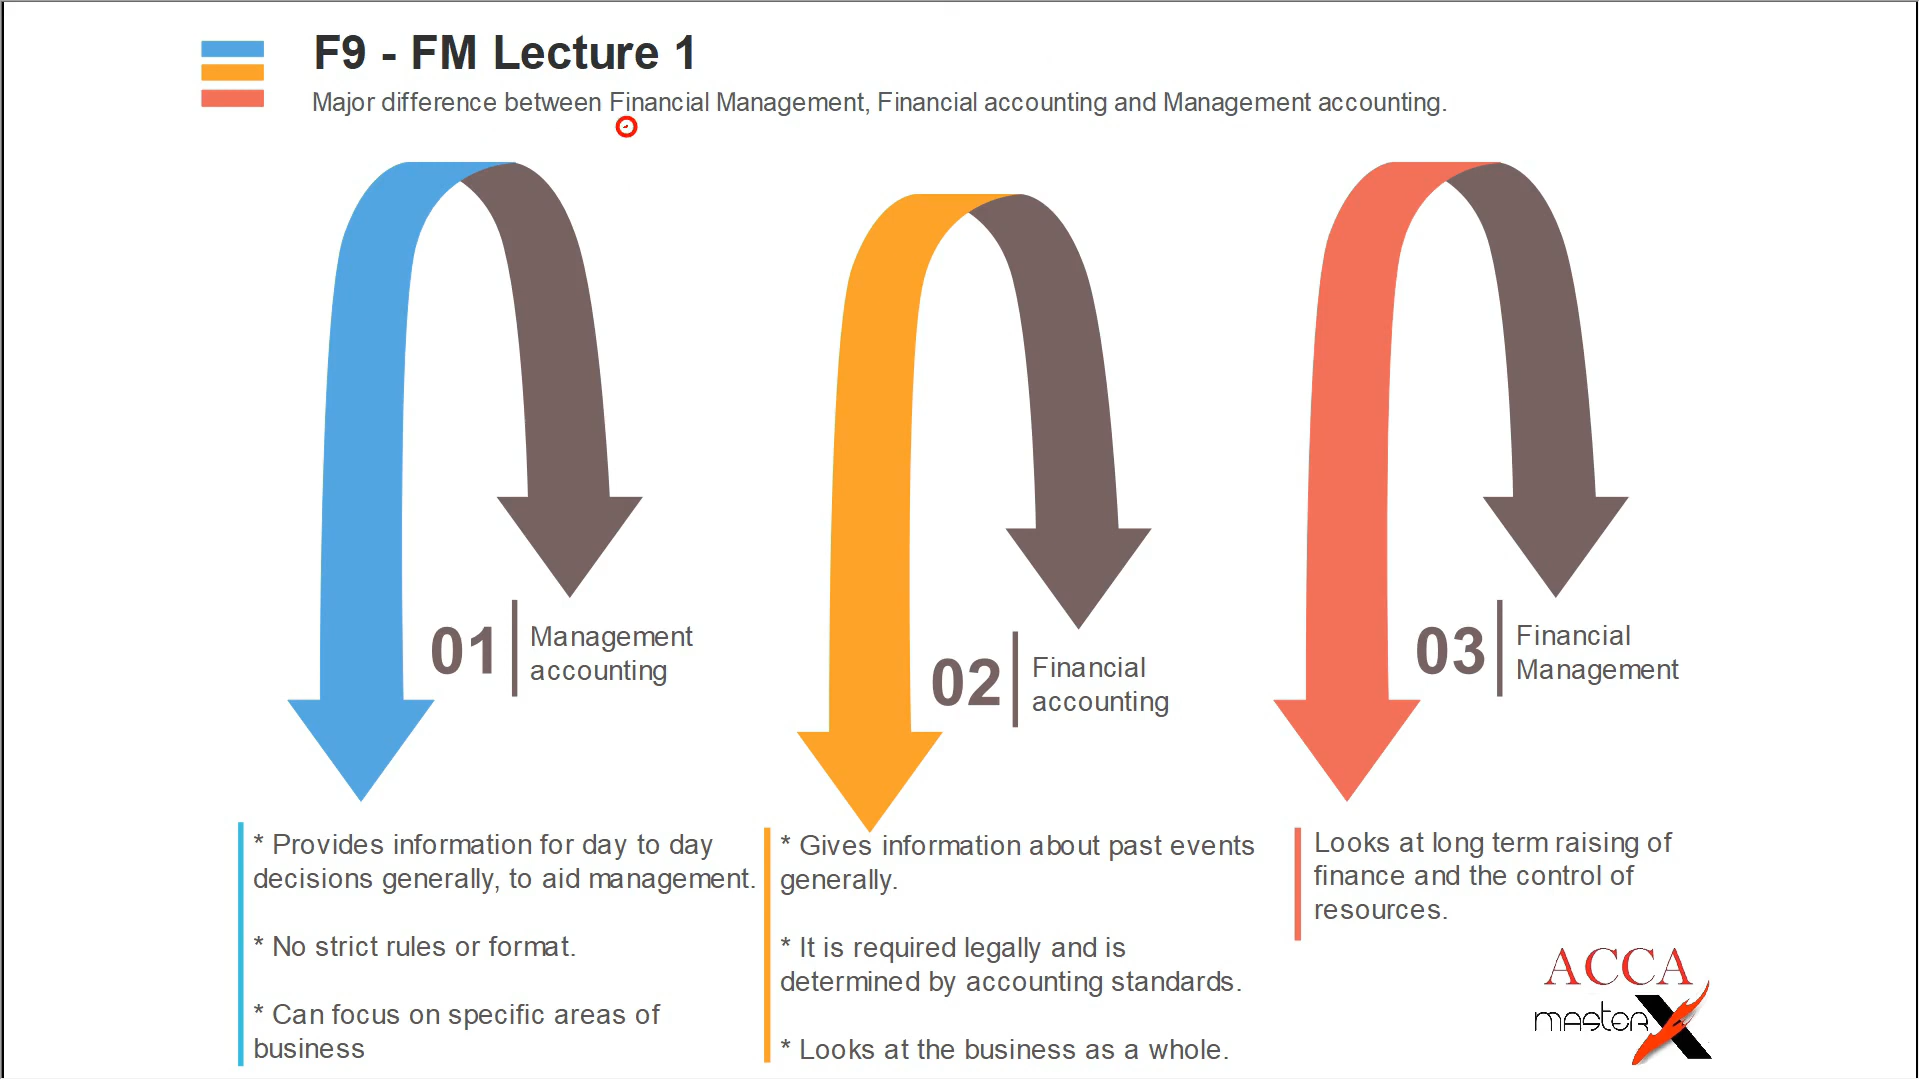 F9 - FM Lecture 1
Major difference between Financial Management, Financial accounting and Management accounting.
01
Management
accounting
02
Financial
accounting
03
Financial
Management
* Provides information for day to day
decisions generally, to aid management.
* No strict rules or format.
* Can focus on specific areas of
business
* Gives information about past events
generally.
* It is required legally and is
determined by accounting standards.
* Looks at the business as a whole.
Looks at long term raising of
finance and the control of
resources.
ACCA
masterX